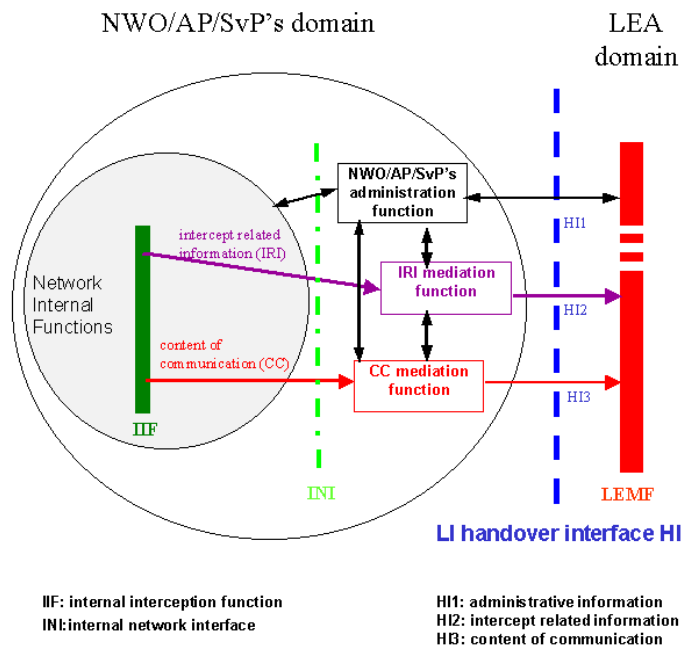 NWO/AP/SvP's domain
LEA
domain
NWO/AP/SvP's
administration
function
HI1
intercept related
information (IRI)
IRI mediation
function
Network
Internal
Functions
HI2
content of
communication (CC)
CC mediation
function
HI3
IIF
INI
LEMF
LI handover interface HI
IIF: internal interception function
INI:internal network interface
HI1: administrative information
HI2: intercept related information
HI3: content of communication